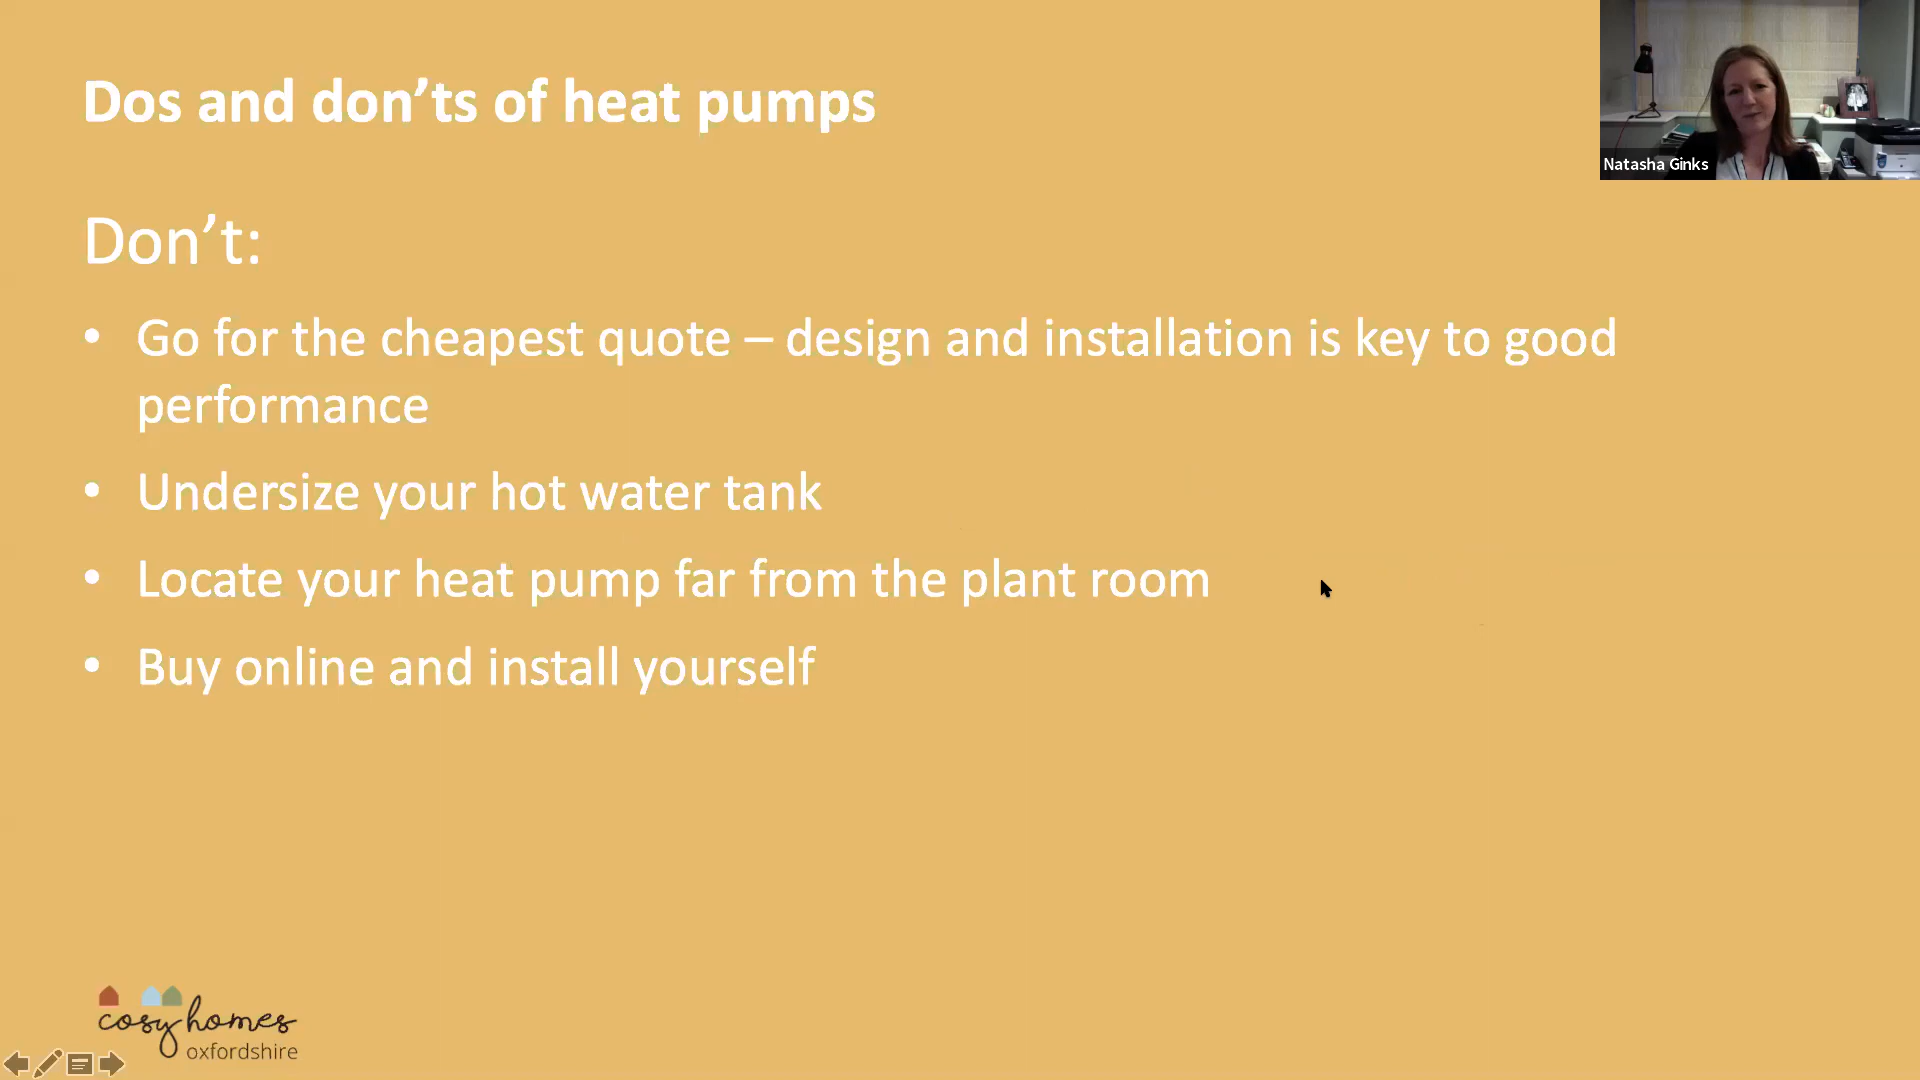 Dos and don’ts of heat pumps
Natasha Ginks
Don’t:
• Go for the cheapest quote – design and installation is key to good
performance
• Undersize your hot water tank
• Locate your heat pump far from the plant room
• Buy online and install yourself
cosy homes
oxfordshire